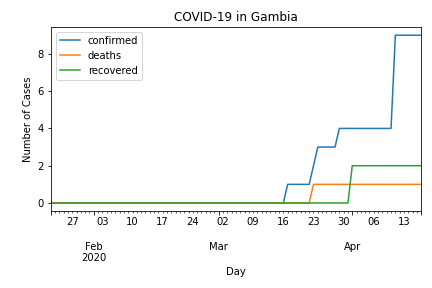 COVID-19 in Gambia
confirmed
deaths
recovered
Number of Cases
8
6
4
2
0
27 03 10 17 24 02 09 16 23 30 06 13
Feb Mar Apr
2020
Day